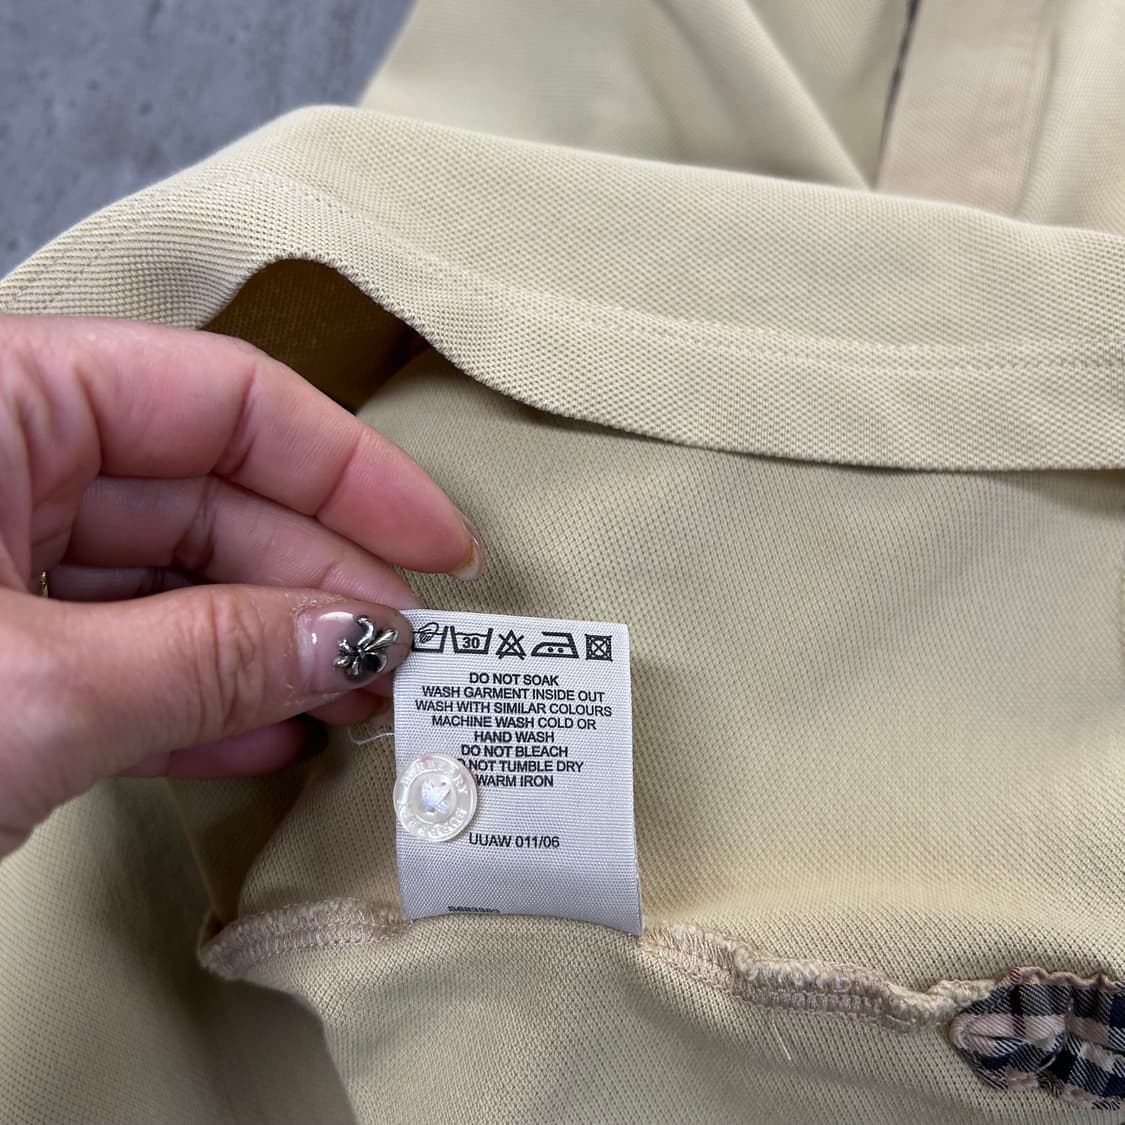 30
DO NOT SOAK
WASH GARMENT INSIDE OUT
WASH WITH SIMILAR COLOURS
MACHINE WASH COLD OR
HAND WASH
DO NOT BLEACH
NOT TUMBLE DRY
WARM IRON
UUAW 011/06